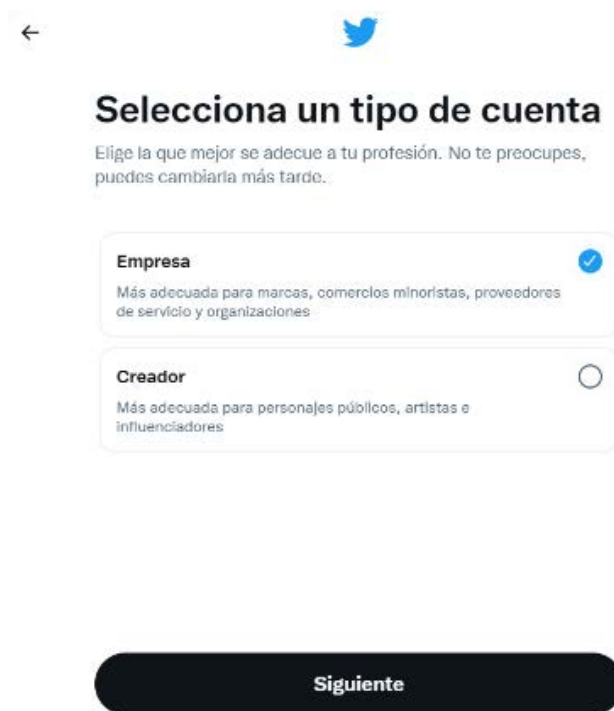 Selecciona un tipo de cuenta
Elige la que mejor se adecue a tu profesión. No te preocupes,
puedes cambiarla más tarde.
Empresa
Más adecuada para marcas, comercios minoristas, proveedores
de servicio y organizaciones
Creador
Más adecuada para personajes públicos, artistas e
influenciadores
Siguiente